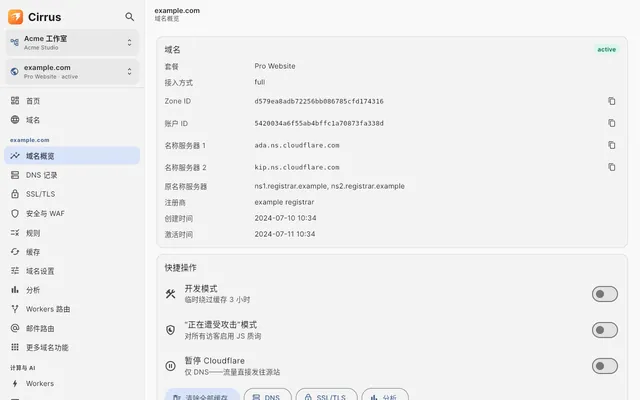 Cirrus
Acme 工作室
Acme Studio
example.com
Pro Website · active
首页
域名
example.com
域名概览
DNS 记录
SSL/TLS
安全与 WAF
规则
缓存
域名设置
分析
Workers 路由
邮件路由
更多域名功能
计算与 AI
Workers
example.com
域名概览
域名
active
套餐 Pro Website
接入方式 full
Zone ID d579ea8adb72256bb086785cfd174316
账户 ID 5420034a6f55ab4bffc1a70873fa338d
名称服务器 1 ada.ns.cloudflare.com
名称服务器 2 kip.ns.cloudflare.com
原名称服务器 ns1.registrar.example, ns2.registrar.example
注册商 example registrar
创建时间 2024-07-10 10:34
激活时间 2024-07-11 10:34
快捷操作
开发模式
临时绕过缓存 3 小时
“正在遭受攻击”模式
对所有访客启用 JS 质询
暂停 Cloudflare
仅 DNS——流量直接发往源站
清除全部缓存 DNS SSL/TLS 分析